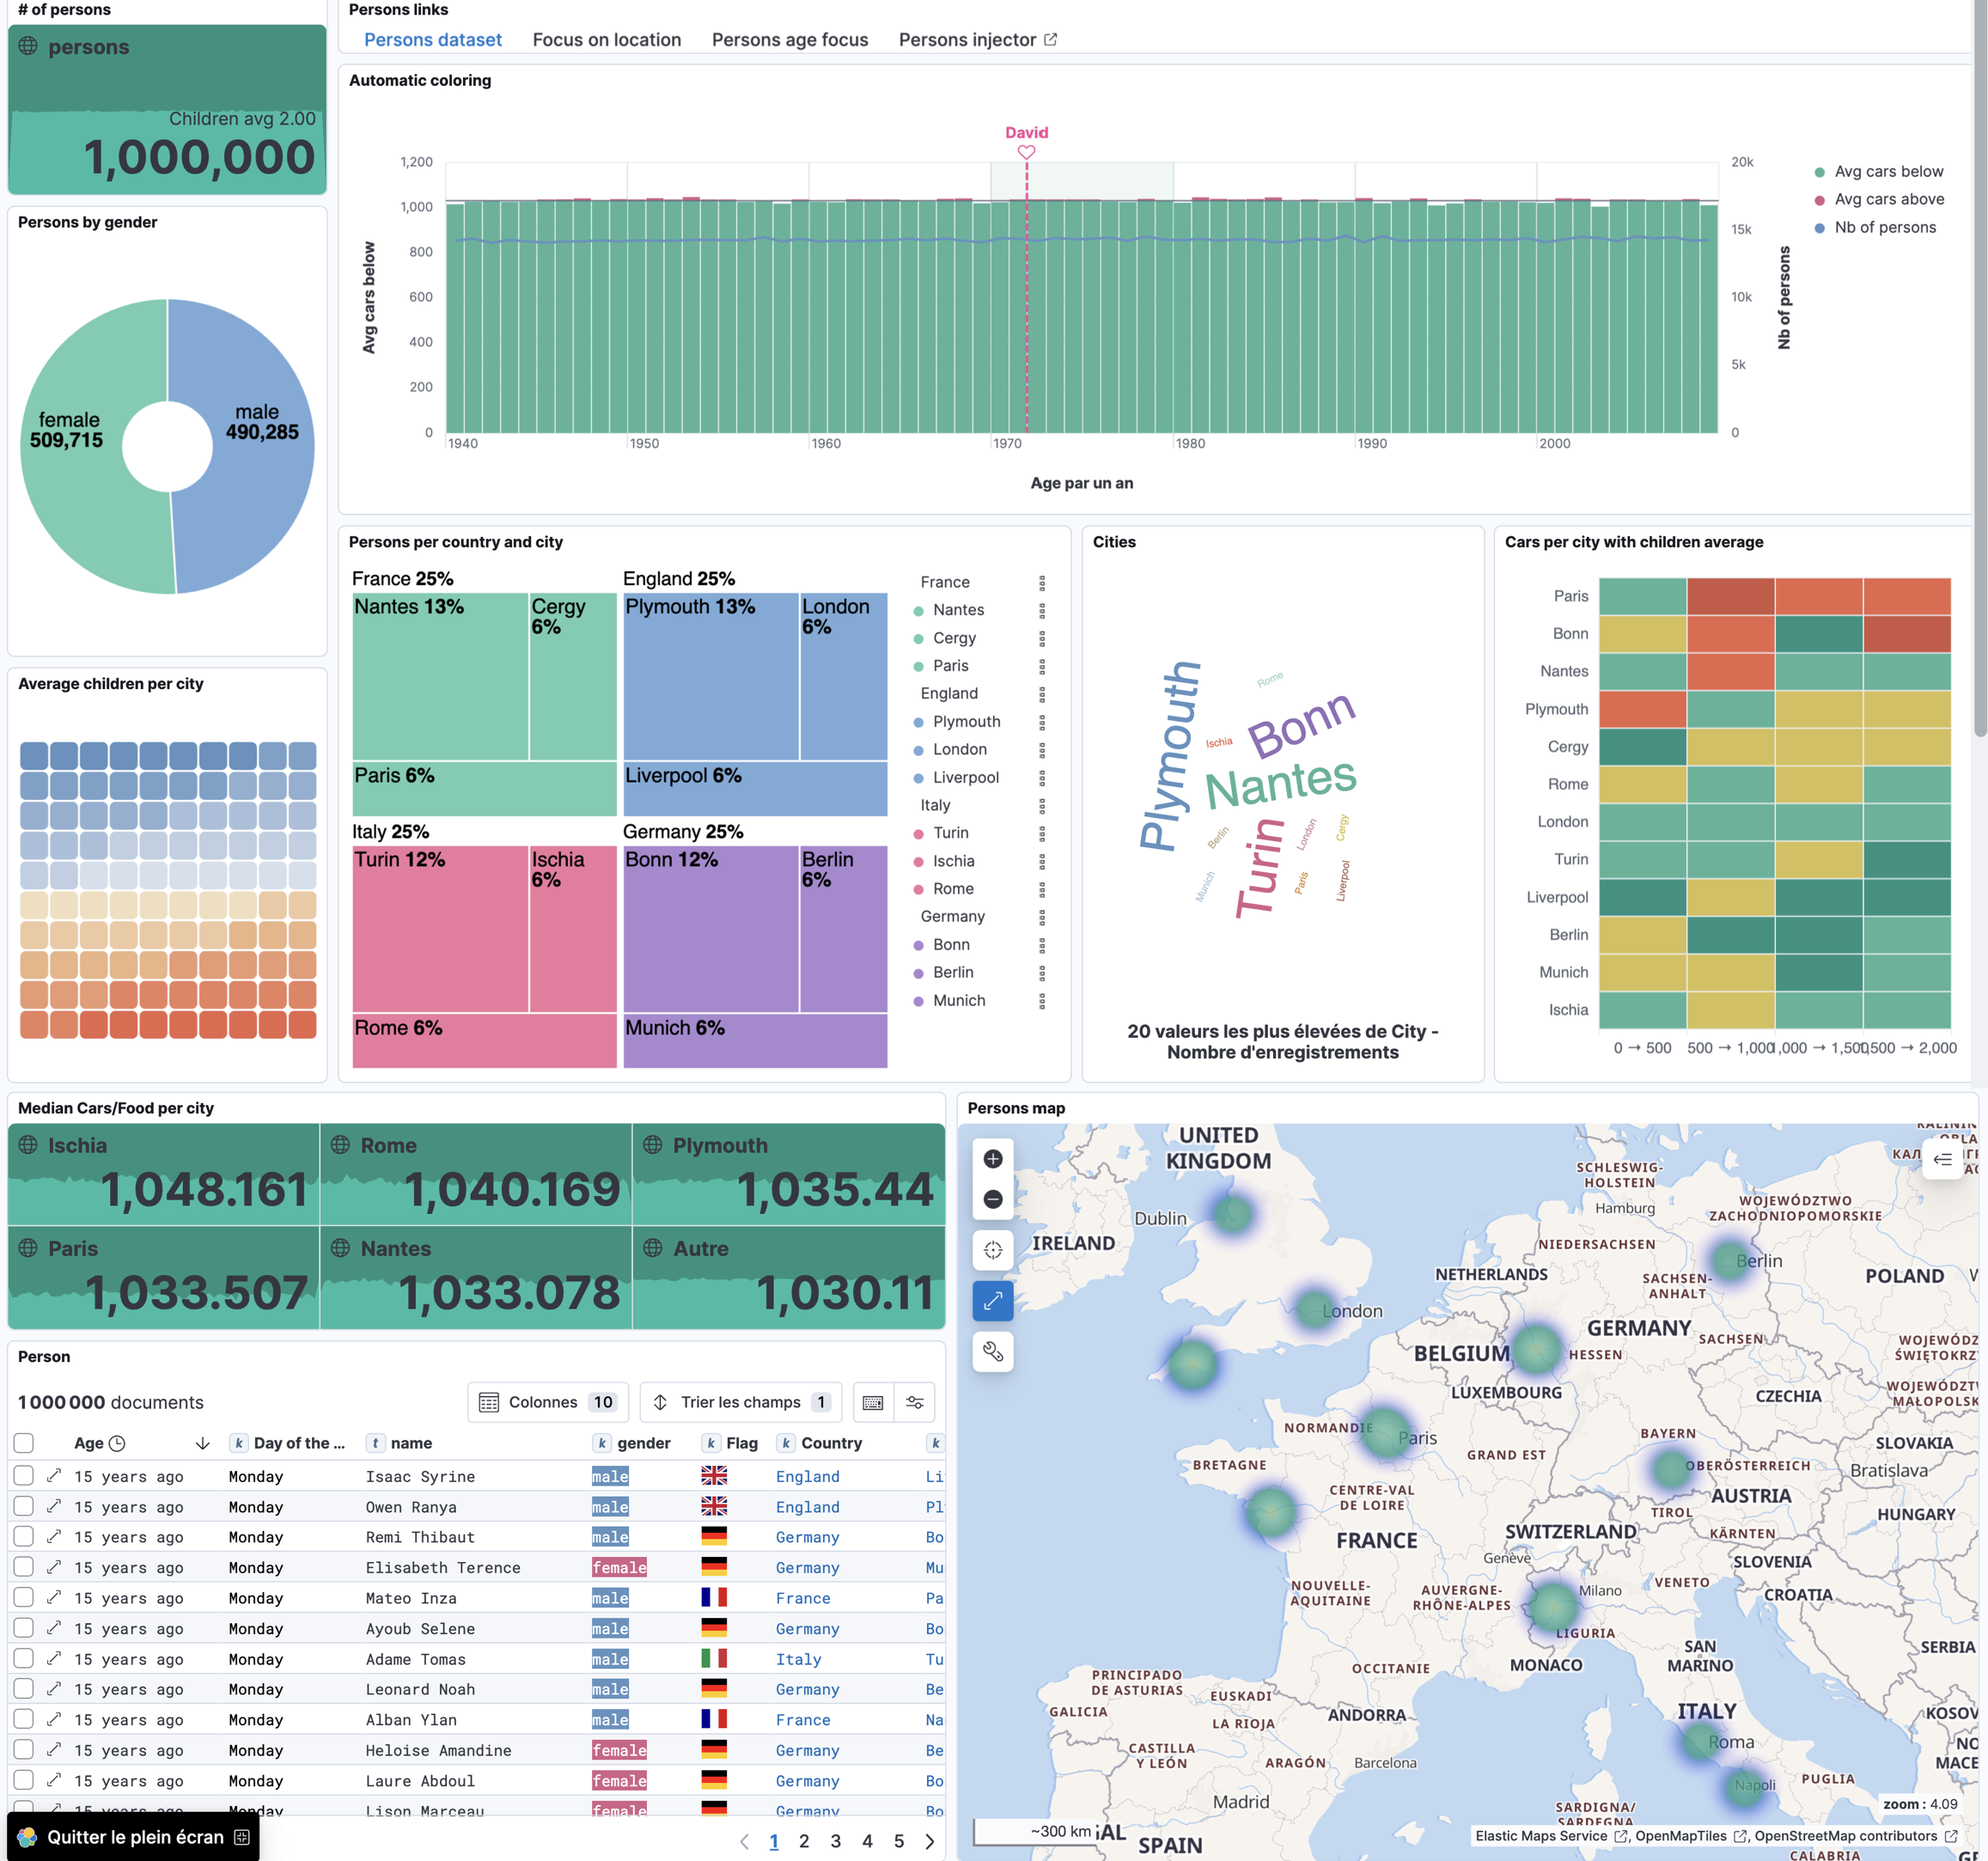 # of persons
persons
Children avg 2.00
1,000,000
Persons links
Persons dataset
Focus on location
Persons age focus
Persons injector
Automatic coloring
David
1,200
1,000
800
600
400
200
0
Avg cars below
20k
15k
10k
5k
0
Nb of persons
1940
1950
1960
1970
1980
1990
2000
Age par un an
Avg cars below
Avg cars above
Nb of persons
Persons by gender
female
509,715
male
490,285
Average children per city
Persons per country and city
France 25%
Nantes 13%
Cergy
6%
Paris 6%
England 25%
Plymouth 13%
London
6%
Liverpool 6%
Italy 25%
Turin 12%
Ischia
6%
Rome 6%
Germany 25%
Bonn 12%
Berlin
6%
Munich 6%
France
Nantes
Cergy
Paris
England
Plymouth
London
Liverpool
Italy
Turin
Ischia
Rome
Germany
Bonn
Berlin
Munich
Cities
Plymouth
Rome
Bonn
Ischia
Nantes
Berlin
Turin
London
Cergy
Munich
Paris
Liverpool
20 valeurs les plus élevées de City -
Nombre d'enregistrements
Cars per city with children average
Paris
Bonn
Nantes
Plymouth
Cergy
Rome
London
Turin
Liverpool
Berlin
Munich
Ischia
0 → 500
500 → 1,000
1,000 → 1,500
1,500 → 2,000
Median Cars/Food per city
Ischia
1,048.161
Rome
1,040.169
Plymouth
1,035.44
Paris
1,033.507
Nantes
1,033.078
Autre
1,030.11
Person
1 000 000 documents
Colonnes 10
Trier les champs 1
Age
k Day of the ...
t name
k gender
k Flag
k Country
k
15 years ago Monday Isaac Syrine male England Li
15 years ago Monday Owen Ranya male England Pl
15 years ago Monday Remi Thibaut male Germany Bo
15 years ago Monday Elisabeth Terence female Germany Mu
15 years ago Monday Mateo Inza male France Pa
15 years ago Monday Ayoub Selene male Germany Bo
15 years ago Monday Adame Tomas male Italy Tu
15 years ago Monday Leonard Noah male Germany Be
15 years ago Monday Alban Ylan male France Na
15 years ago Monday Heloise Amandine female Germany Be
15 years ago Monday Laure Abdoul female Germany Bo
15 years ago Monday Lison Marceau female Germany Bo
Quitter le plein écran
1 2 3 4 5
Persons map
UNITED
KINGDOM
SCHLESWIG-
HOLSTEIN
Hamburg
WOJEWÓDZTWO
ZACHODNIOPOMORSKIE
Dublin
IRELAND
NIEDERSACHSEN
Berlin
NETHERLANDS
SACHSEN-
ANHALT
POLAND
London
GERMANY
SACHSEN
BELGIUM
HESSEN
LUXEMBOURG
CZECHIA
NORMANDIE
Paris
BAYERN
SLOVAKIA
BRETAGNE
GRAND EST
OBERÖSTERREICH
Bratislava
CENTRE-VAL
DE LOIRE
AUSTRIA
TIROL
HUNGARY
FRANCE
SWITZERLAND
KÄRNTEN
Genève
SLOVENIA
NOUVELLE-
AQUITAINE
AUVERGNE-
RHÔNE-ALPES
Milano
VENETO
CROATIA
LIGURIA
SAN
MARINO
SERBIA
MONACO
OCCITANIE
PRINCIPADO
DE ASTURIAS
EUSKADI
GALICIA
LA RIOJA
ANDORRA
ITALY
Roma
KOSOV
NO
MACE
CASTILLA
Y LEÓN
ARAGÓN
Barcelona
Napoli
PUGLIA
Madrid
SARDIGNA/
SARDEGNA
zoom : 4.09
~300 km
SPAIN
Elastic Maps Service , OpenMapTiles , OpenStreetMap contributors
CALABRIA